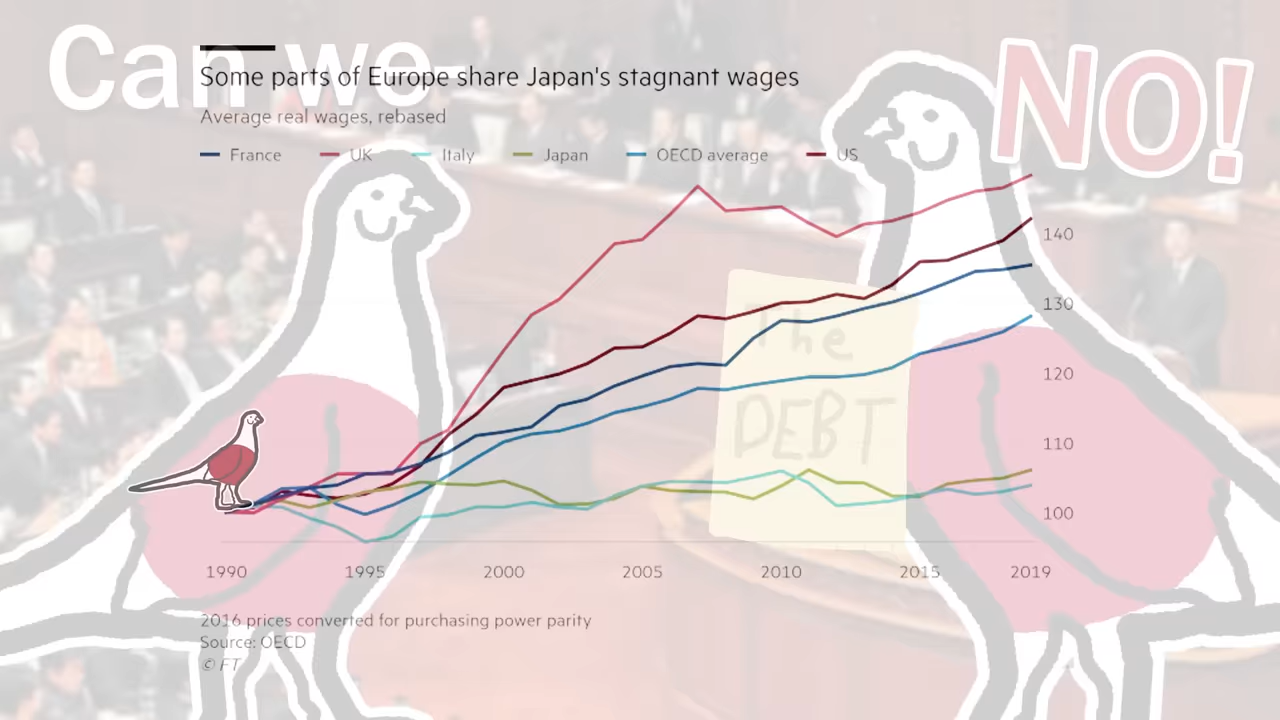 Can we-
NO!
Some parts of Europe share Japan's stagnant wages
Average real wages, rebased
France UK Italy Japan OECD average US
The
DEBT
140
130
120
110
100
1990 1995 2000 2005 2010 2015 2019
2016 prices converted for purchasing power parity
Source: OECD
© FT